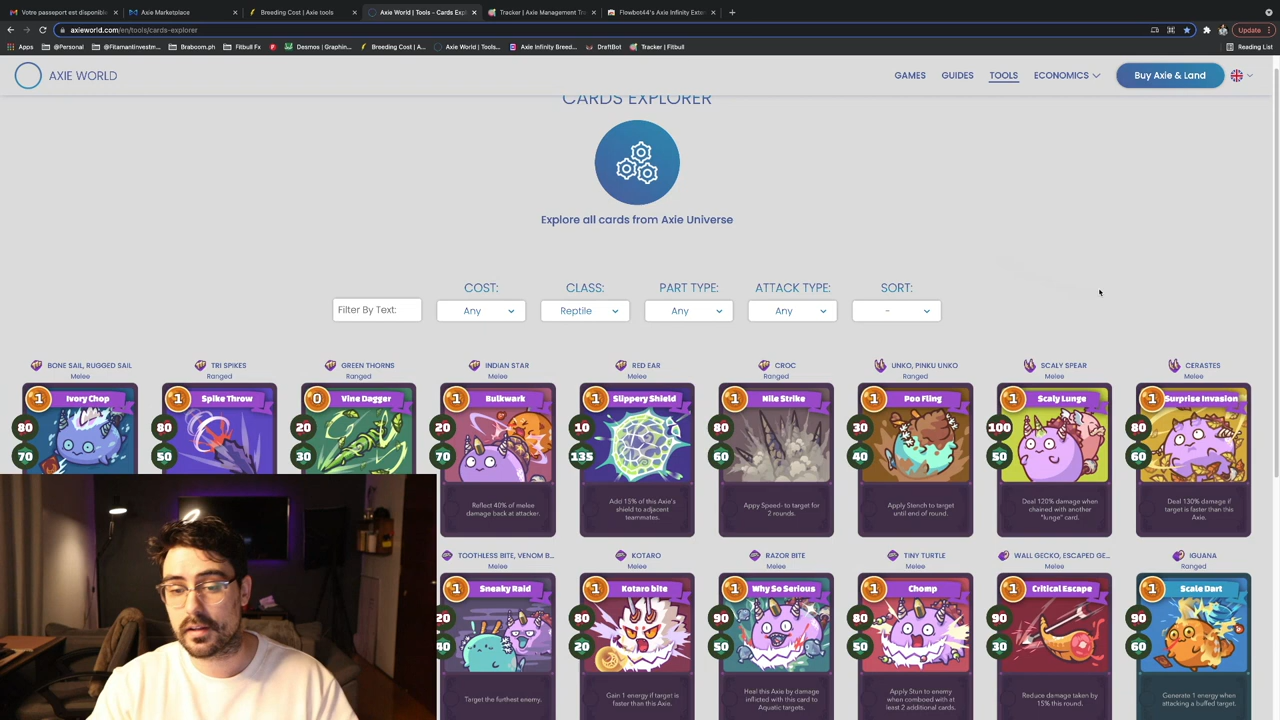 Votre passeport est disponible
Axie Marketplace
Breeding Cost | Axie tools
Axie World | Tools - Cards Expl
Tracker | Axie Management Tra
Flowbot44's Axie Infinity Exte
axieworld.com/en/tools/cards-explorer
Update
Apps
@Personal
@Fitamantinvestm...
Braboom.ph
Fitbull Fx
Desmos | Graphin...
Breeding Cost | A...
Axie World | Tools...
Axie Infinity Breed...
DraftBot
Tracker | Fitbull
Reading List
AXIE WORLD
GAMES
GUIDES
TOOLS
ECONOMICS
Buy Axie & Land
CARDS EXPLORER
Explore all cards from Axie Universe
COST:
CLASS:
PART TYPE:
ATTACK TYPE:
SORT:
Filter By Text:
Any
Reptile
Any
Any
-
BONE SAIL, RUGGED SAIL
TRI SPIKES
GREEN THORNS
INDIAN STAR
RED EAR
CROC
UNKO, PINKU UNKO
SCALY SPEAR
CERASTES
Melee
Ranged
Ranged
Melee
Melee
Ranged
Ranged
Melee
Melee
1 Ivory Chop
1 Spike Throw
0 Vine Dagger
1 Bulkwark
1 Slippery Shield
1 Nile Strike
1 Poo Fling
1 Scaly Lunge
1 Surprise Invasion
80 80 20 20 10 80 30 100 80
70 50 30 70 135 60 40 50 60
Reflect 40% of melee
damage back at attacker.
Add 15% of this Axie's
shield to adjacent
teammates.
Appy Speed- to target for
2 rounds.
Apply Stench to target
until end of round.
Deal 120% damage when
chained with another
"lunge" card.
Deal 130% damage if
target is faster than this
Axie.
TOOTHLESS BITE, VENOM B...
KOTARO
RAZOR BITE
TINY TURTLE
WALL GECKO, ESCAPED GE...
IGUANA
Melee
Melee
Melee
Melee
Melee
Ranged
1 Sneaky Raid
1 Kotaro bite
1 Why So Serious
1 Chomp
1 Critical Escape
1 Scale Dart
20 80 90 80 90 90
40 20 50 50 30 60
Target the furthest enemy.
Gain 1 energy if target is
faster than this Axie.
Heal this Axie by damage
inflicted with this card to
Aquatic targets.
Apply Stun to enemy
when comboed with at
least 2 additional cards.
Reduce damage taken by
15% this round.
Generate 1 energy when
attacking a buffed target.